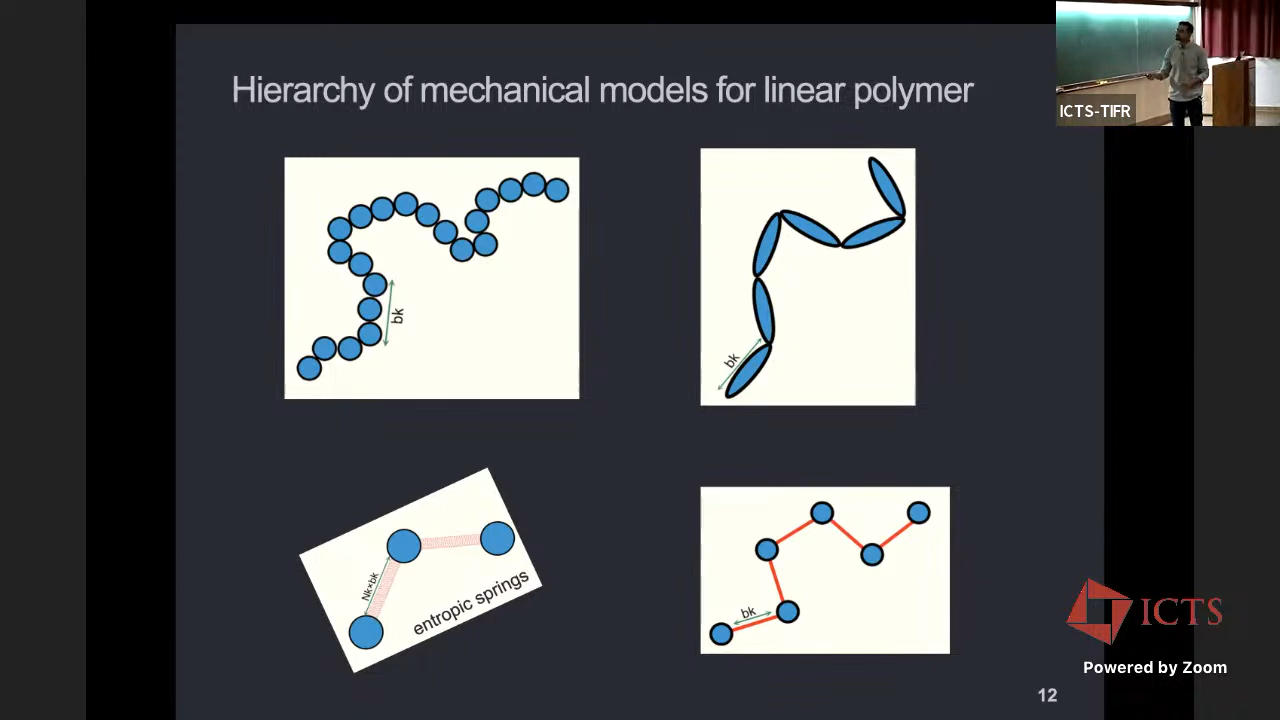 Hierarchy of mechanical models for linear polymer
ICTS-TIFR
bk
bk
Nk×bk
entropic springs
bk
ICTS
Powered by Zoom
12